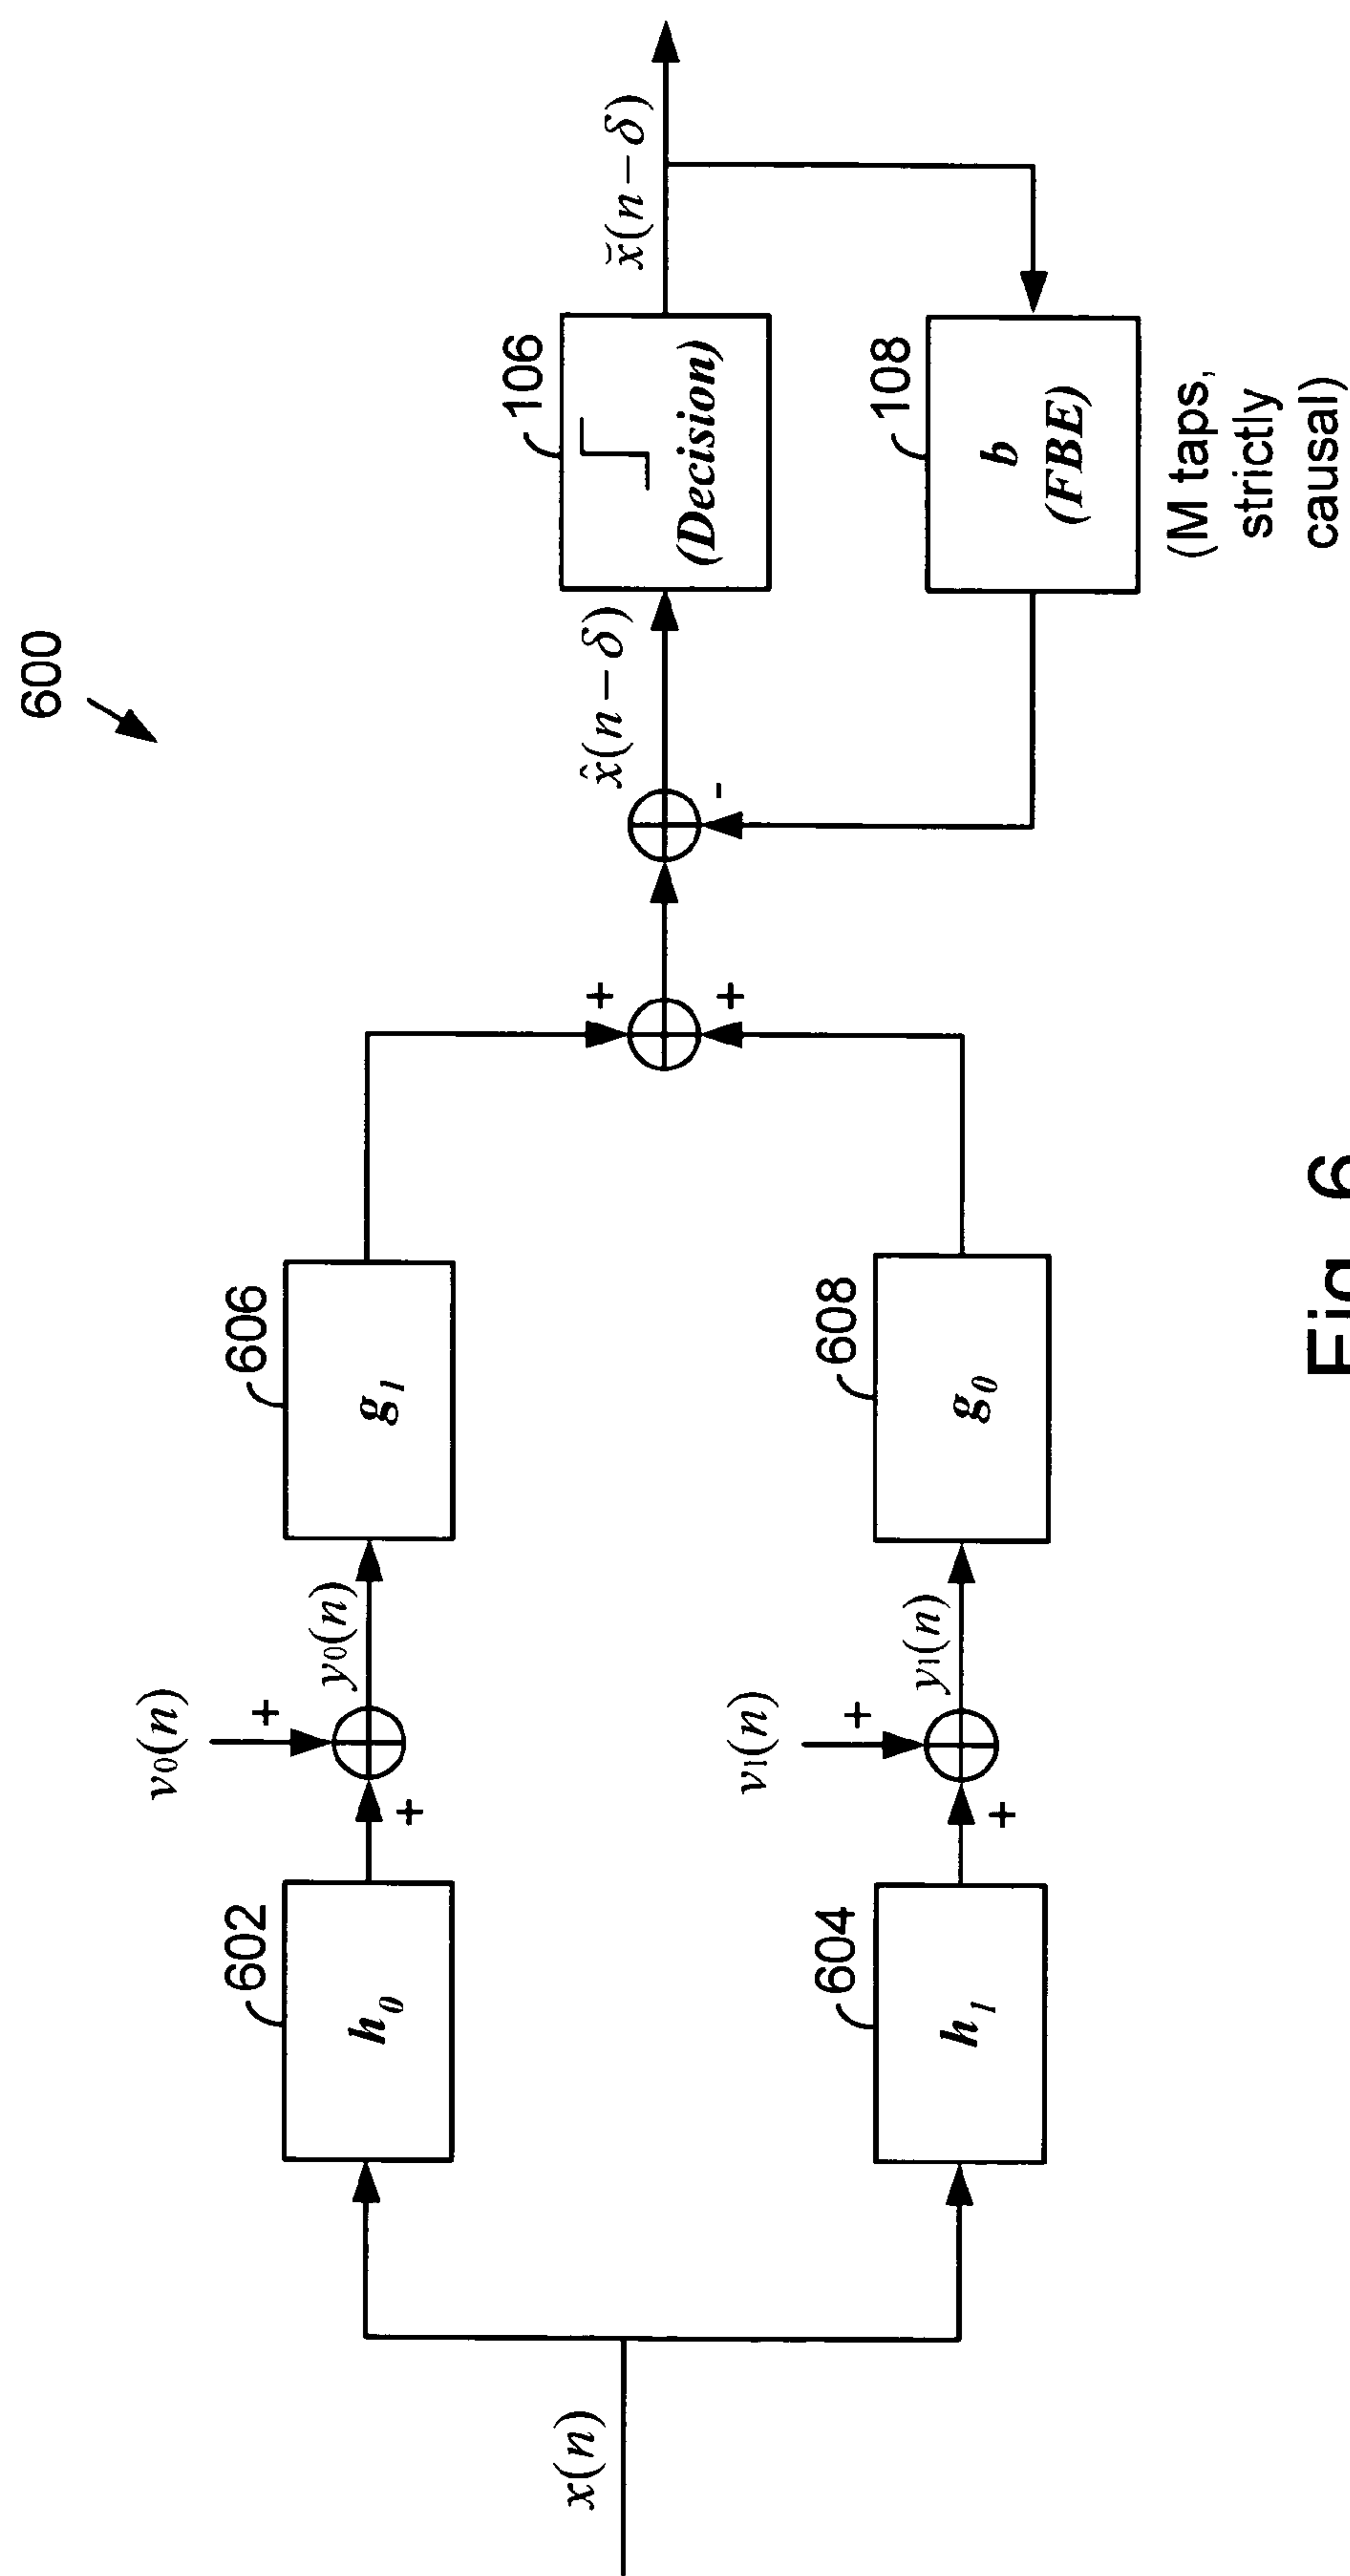 600
x(n)
602
h₀
v₀(n)
+
+
y₀(n)
606
g₁
604
h₁
v₁(n)
+
+
y₁(n)
608
g₀
+
+
-
x̂(n−δ)
106
(Decision)
x̆(n−δ)
108
b
(FBE)
(M taps,
strictly
causal)
Fig. 6